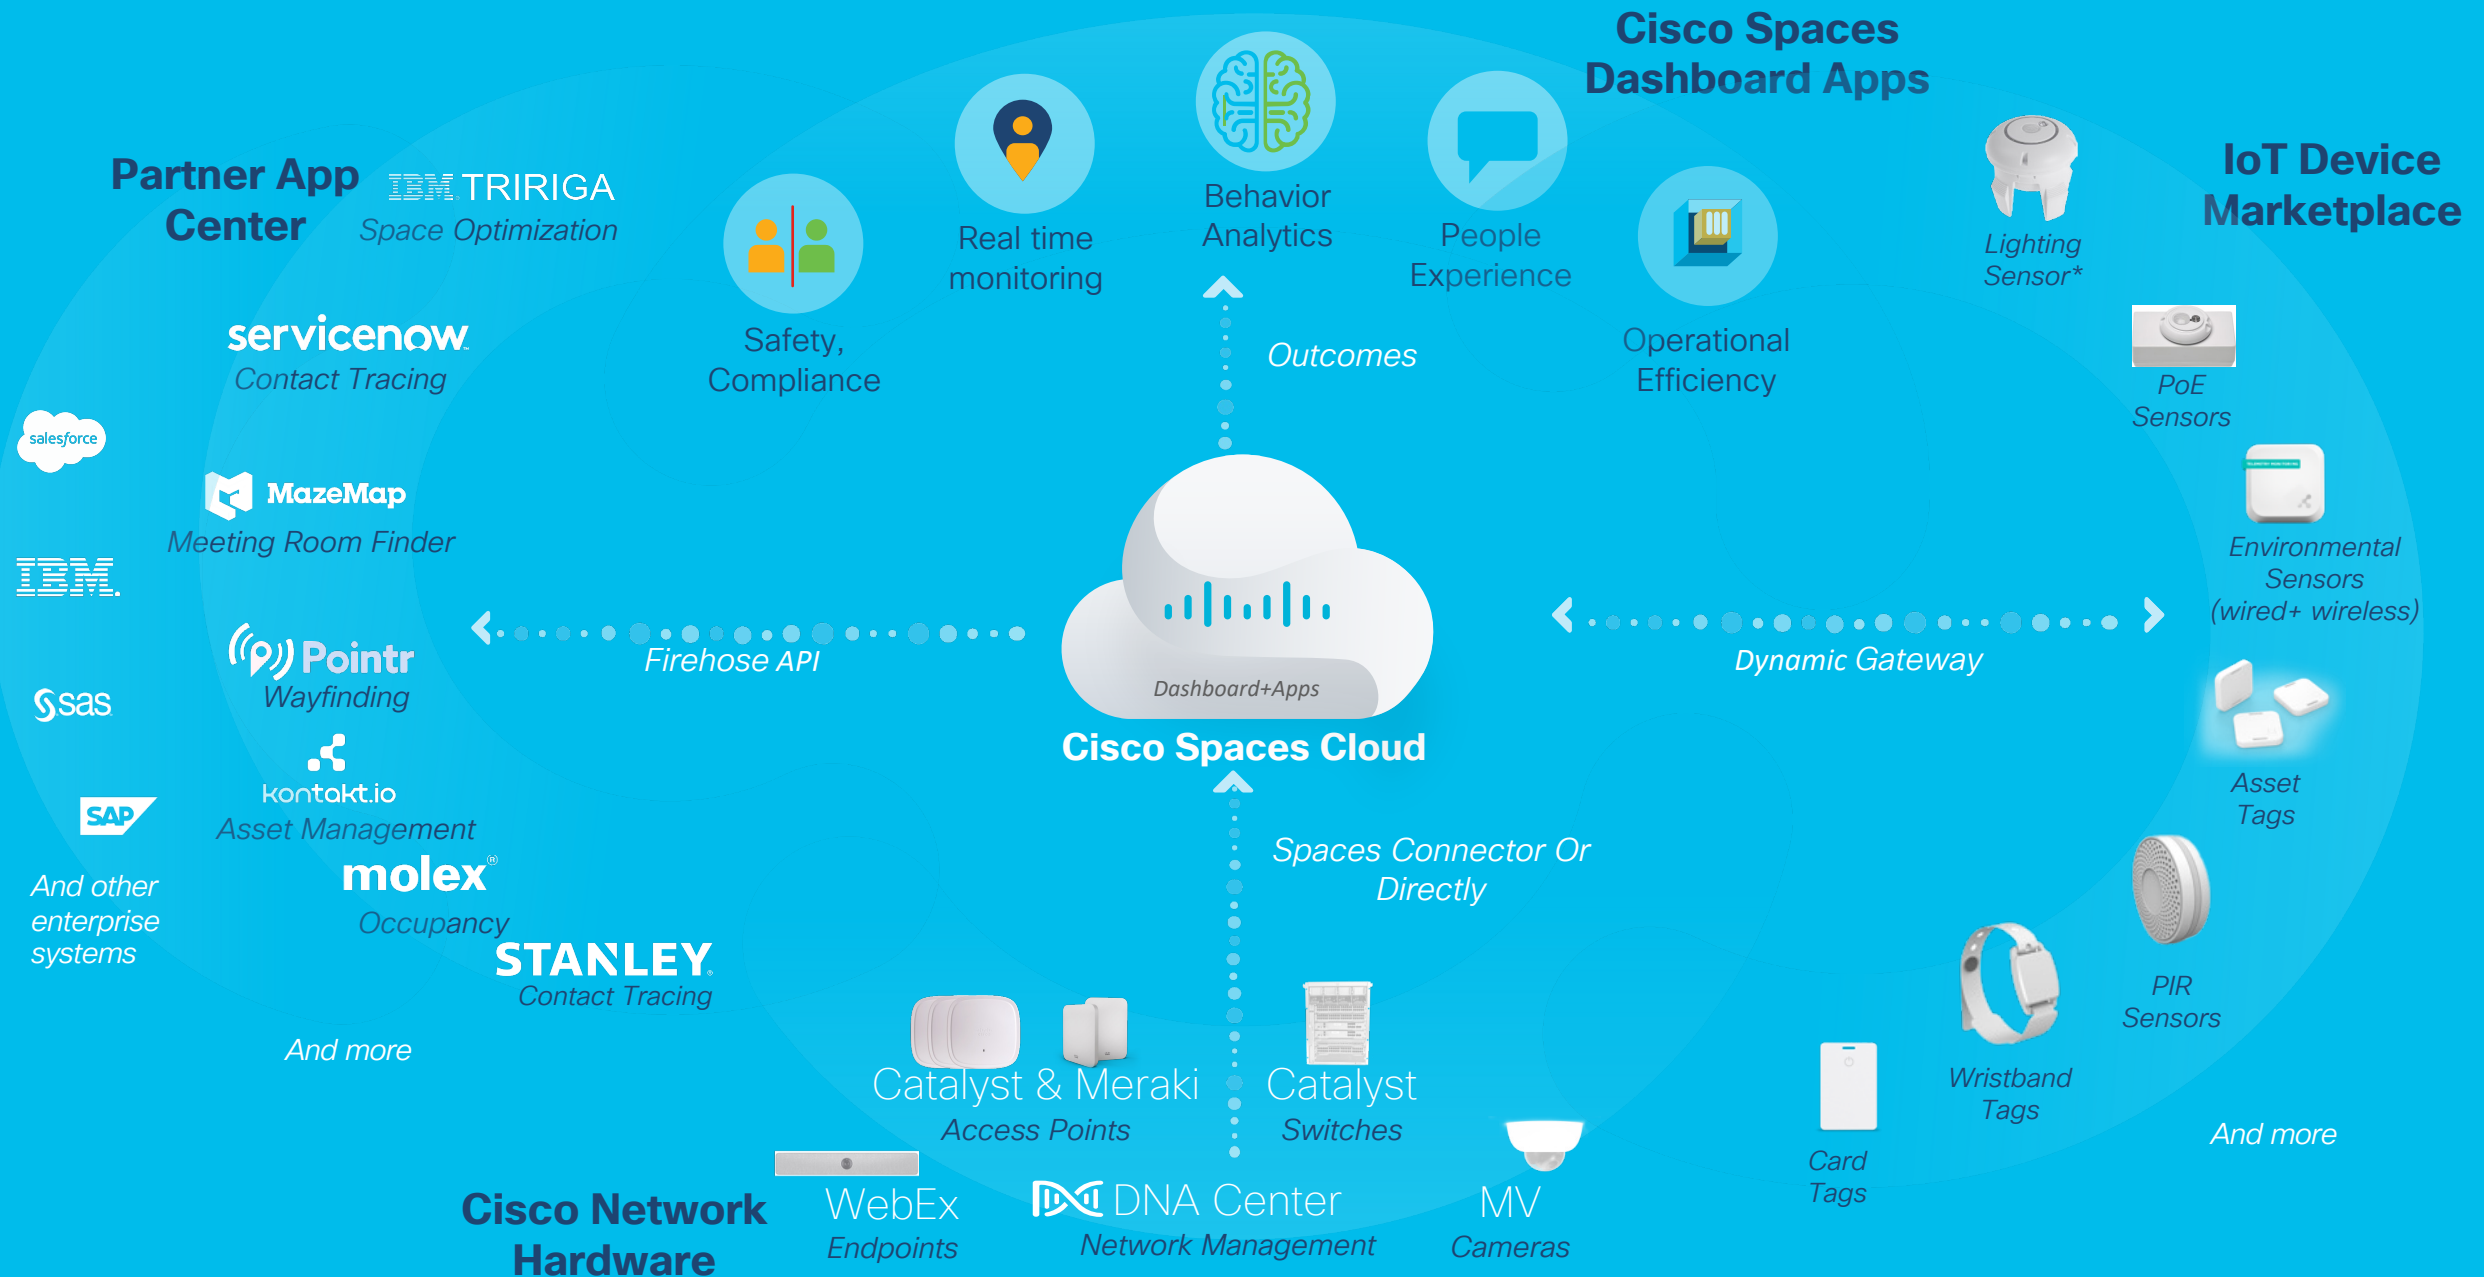 Cisco Spaces
Dashboard Apps
Partner App
Center
IBM TRIRIGA
Space Optimization
servicenow™
Contact Tracing
salesforce
MazeMap
Meeting Room Finder
IBM.
Pointr
Wayfinding
sas
kontakt.io
Asset Management
SAP
molex®
Occupancy
And other
enterprise
systems
STANLEY
Contact Tracing
And more
Safety,
Compliance
Real time
monitoring
Behavior
Analytics
People
Experience
Operational
Efficiency
Outcomes
Firehose API
Dashboard+Apps
Cisco Spaces Cloud
Dynamic Gateway
Spaces Connector Or
Directly
IoT Device
Marketplace
Lighting
Sensor*
PoE
Sensors
Environmental
Sensors
(wired+ wireless)
Asset
Tags
PIR
Sensors
Wristband
Tags
Card
Tags
And more
Catalyst & Meraki
Access Points
Catalyst
Switches
Cisco Network
Hardware
WebEx
Endpoints
DNA Center
Network Management
MV
Cameras